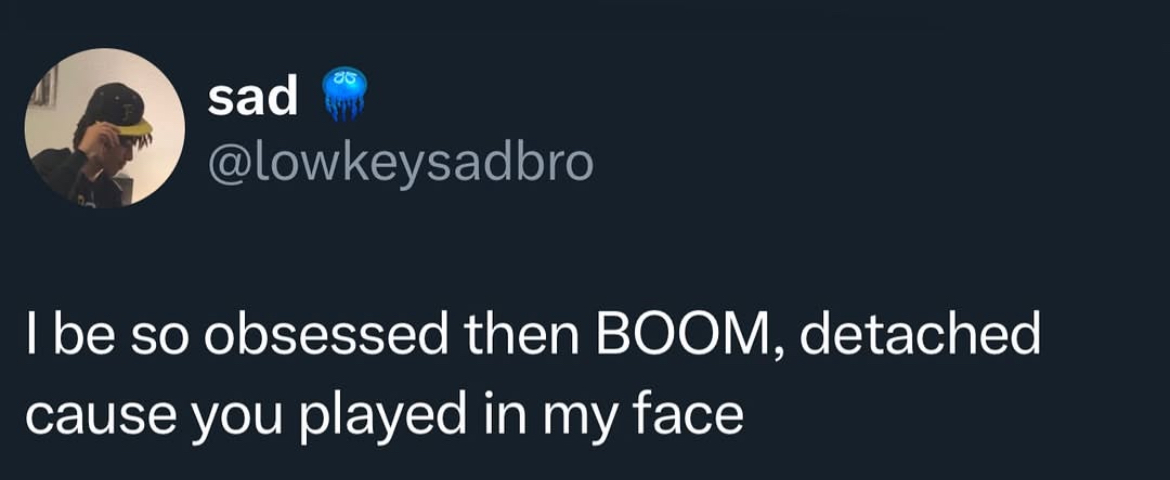 sad
@lowkeysadbro
I be so obsessed then BOOM, detached
cause you played in my face